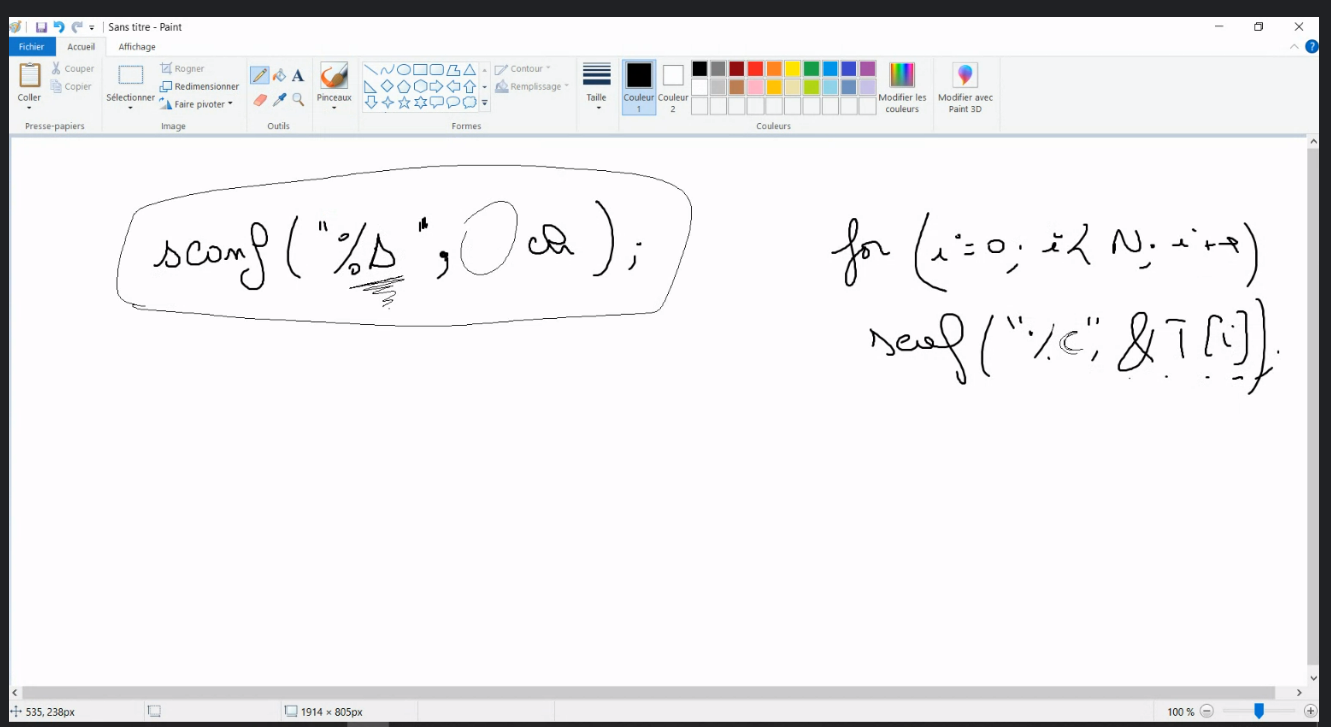 Sans titre - Paint
Fichier Accueil Affichage
Coller
Couper
Copier
Presse-papiers
Sélectionner
Rogner
Redimensionner
Faire pivoter
Image
Outils
Pinceaux
Contour
Remplissage
Formes
Taille
Couleur 1
Couleur 2
Modifier les couleurs
Couleurs
Modifier avec Paint 3D
scanf("%s", ch);
for (i=0; i< N; i++)
scanf("%c", &T[i]).
535, 238px
1914 × 805px
100 %